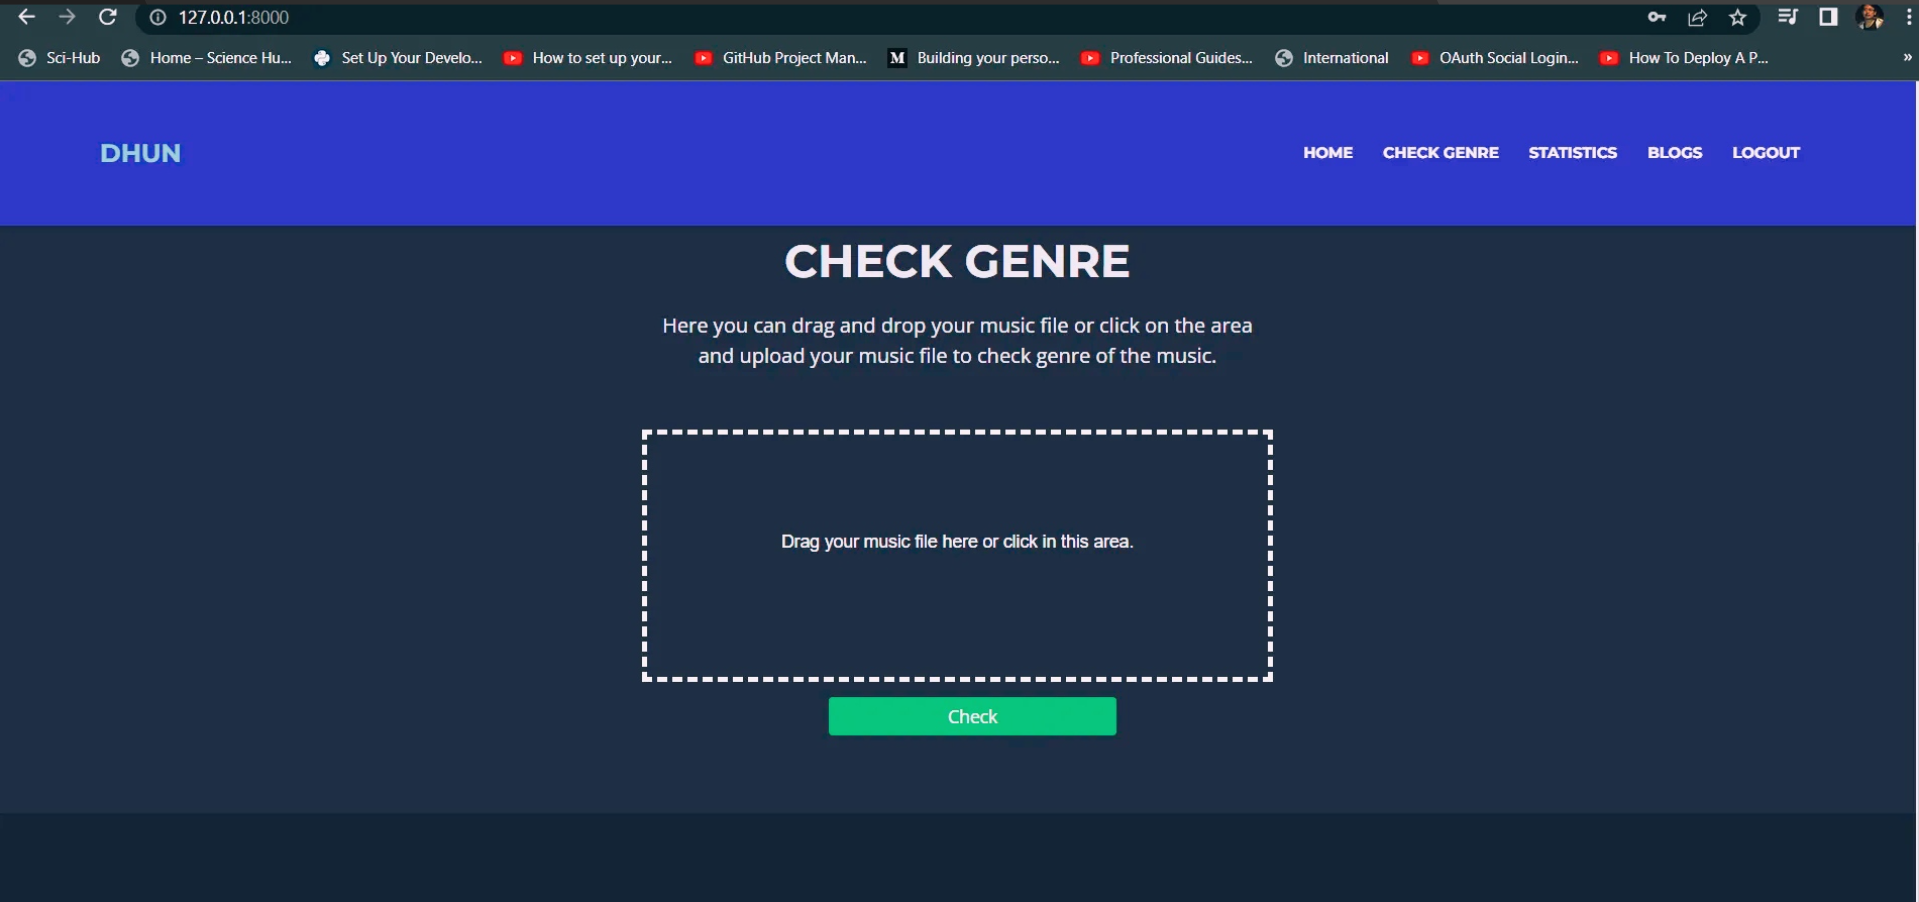 127.0.0.1:8000
Sci-Hub Home – Science Hu... Set Up Your Develo... How to set up your... GitHub Project Man... M Building your perso... Professional Guides... International OAuth Social Login... How To Deploy A P... »
DHUN HOME CHECK GENRE STATISTICS BLOGS LOGOUT
CHECK GENRE
Here you can drag and drop your music file or click on the area
and upload your music file to check genre of the music.
Drag your music file here or click in this area.
Check